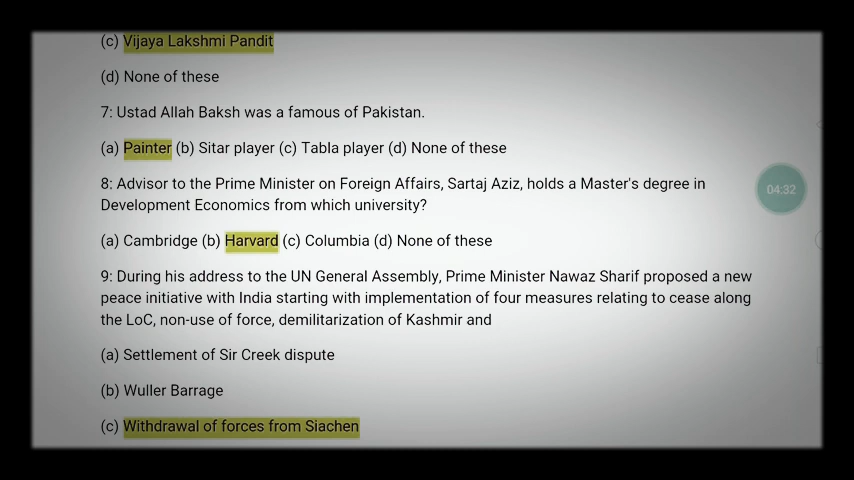 (c) Vijaya Lakshmi Pandit
(d) None of these
7: Ustad Allah Baksh was a famous of Pakistan.
(a) Painter (b) Sitar player (c) Tabla player (d) None of these
8: Advisor to the Prime Minister on Foreign Affairs, Sartaj Aziz, holds a Master's degree in
Development Economics from which university?
(a) Cambridge (b) Harvard (c) Columbia (d) None of these
9: During his address to the UN General Assembly, Prime Minister Nawaz Sharif proposed a new
peace initiative with India starting with implementation of four measures relating to cease along
the LoC, non-use of force, demilitarization of Kashmir and
(a) Settlement of Sir Creek dispute
(b) Wuller Barrage
(c) Withdrawal of forces from Siachen
04:32